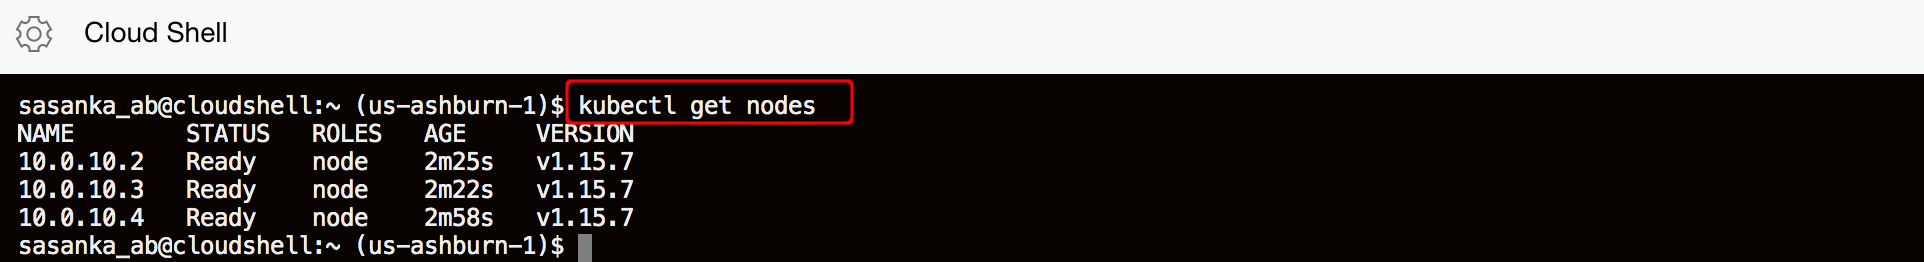 Cloud Shell
sasanka_ab@cloudshell:~ (us-ashburn-1)$ kubectl get nodes
NAME        STATUS   ROLES   AGE     VERSION
10.0.10.2   Ready    node    2m25s   v1.15.7
10.0.10.3   Ready    node    2m22s   v1.15.7
10.0.10.4   Ready    node    2m58s   v1.15.7
sasanka_ab@cloudshell:~ (us-ashburn-1)$